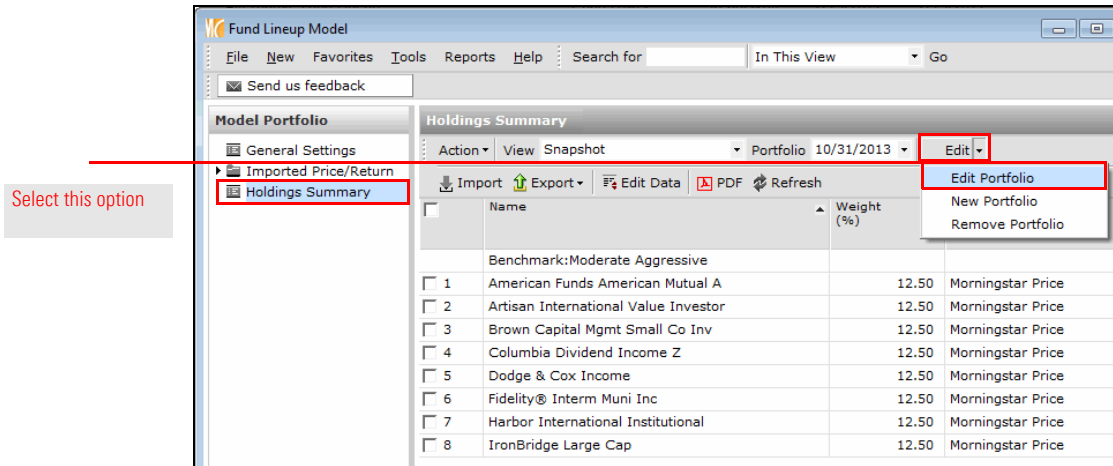 Fund Lineup Model
File New Favorites Tools Reports Help Search for In This View Go
Send us feedback
Model Portfolio
General Settings
Imported Price/Return
Holdings Summary
Select this option
Holdings Summary
Action View Snapshot Portfolio 10/31/2013 Edit
Import Export Edit Data PDF Refresh
Edit Portfolio
New Portfolio
Remove Portfolio
Name Weight
(%)
Benchmark:Moderate Aggressive
1 American Funds American Mutual A 12.50 Morningstar Price
2 Artisan International Value Investor 12.50 Morningstar Price
3 Brown Capital Mgmt Small Co Inv 12.50 Morningstar Price
4 Columbia Dividend Income Z 12.50 Morningstar Price
5 Dodge & Cox Income 12.50 Morningstar Price
6 Fidelity® Interm Muni Inc 12.50 Morningstar Price
7 Harbor International Institutional 12.50 Morningstar Price
8 IronBridge Large Cap 12.50 Morningstar Price